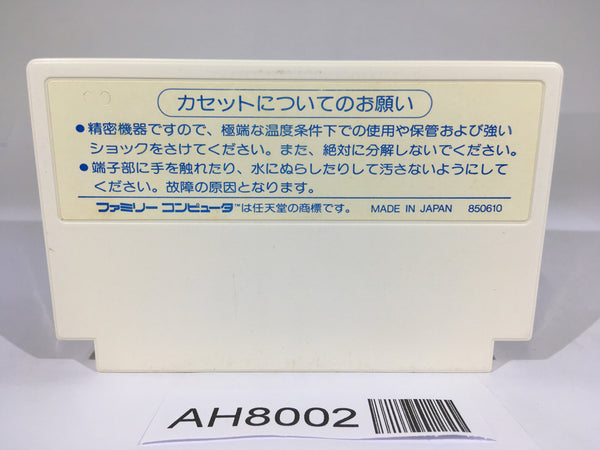 カセットについてのお願い
●精密機器ですので、極端な温度条件下での使用や保管および強い
ショックをさけてください。また、絶対に分解しないでください。
●端子部に手を触れたり、水にぬらしたりして汚さないようにして
ください。故障の原因となります。
ファミリー コンピュータ™は任天堂の商標です。 MADE IN JAPAN 850610
AH8002